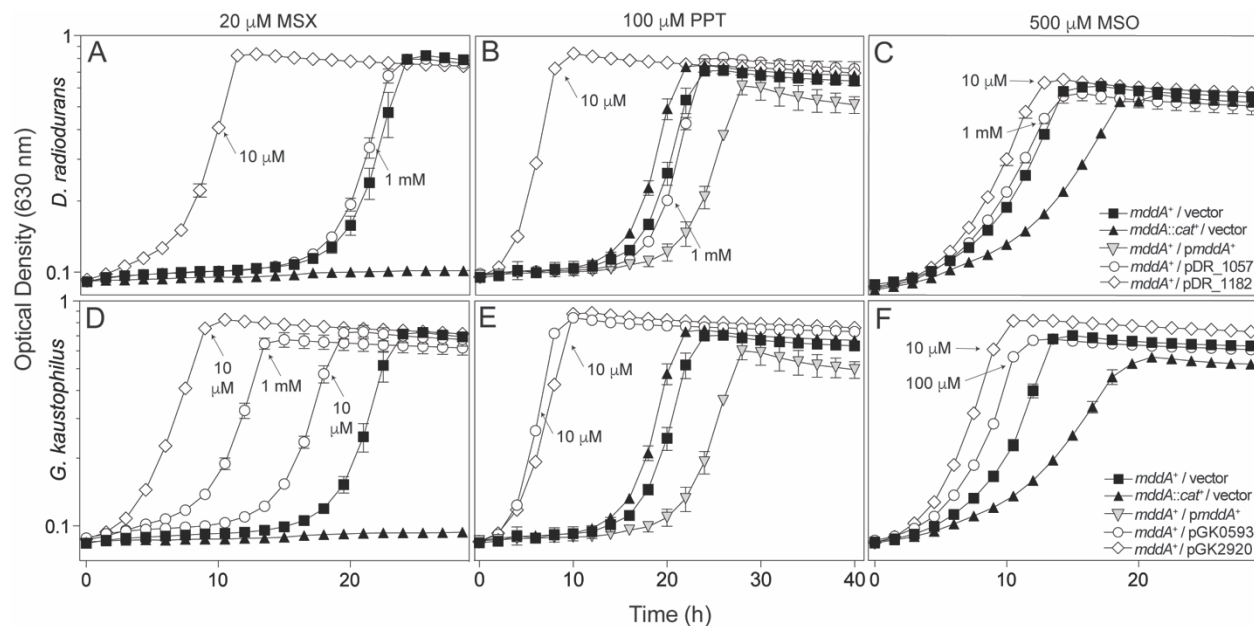 20 μM MSX
100 μM PPT
500 μM MSO
Optical Density (630 nm)
D. radiodurans
G. kaustophilus
1
0.1
A
10 μM
1 mM
B
10 μM
1 mM
C
10 μM
1 mM
mddA⁺ / vector
mddA::cat⁺ / vector
mddA⁺ / pmddA⁺
mddA⁺ / pDR_1057
mddA⁺ / pDR_1182
1
0.1
D
10
μM
1 mM
10
μM
0
10
20
E
10 μM
10 μM
0
10
20
30
40
F
10 μM
100 μM
mddA⁺ / vector
mddA::cat⁺ / vector
mddA⁺ / pmddA⁺
mddA⁺ / pGK0593
mddA⁺ / pGK2920
0
10
20
Time (h)